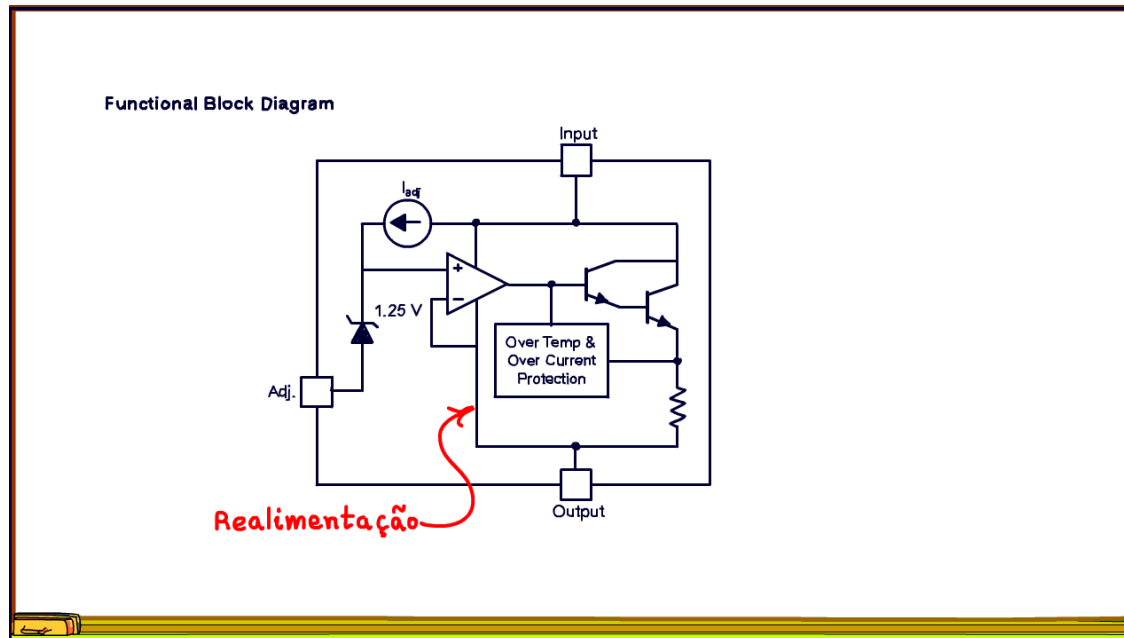 Functional Block Diagram
Input
Iadj
+
−
1.25 V
Over Temp &
Over Current
Protection
Adj.
Realimentação
Output